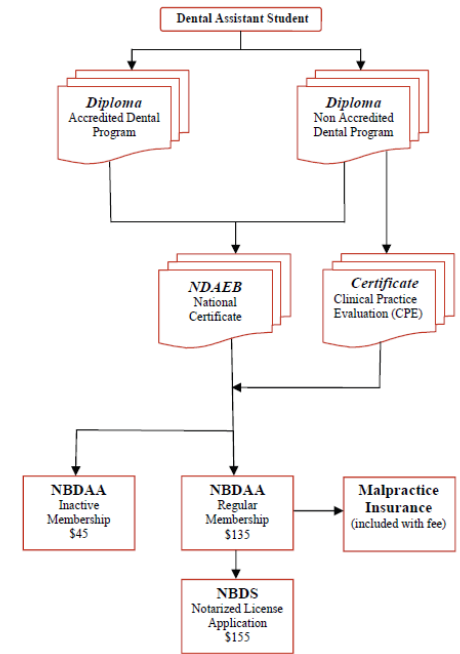 Dental Assistant Student
Diploma
Accredited Dental
Program
Diploma
Non Accredited
Dental Program
NDAEB
National
Certificate
Certificate
Clinical Practice
Evaluation (CPE)
NBDAA
Inactive
Membership
$45
NBDAA
Regular
Membership
$135
Malpractice
Insurance
(included with fee)
NBDS
Notarized License
Application
$155